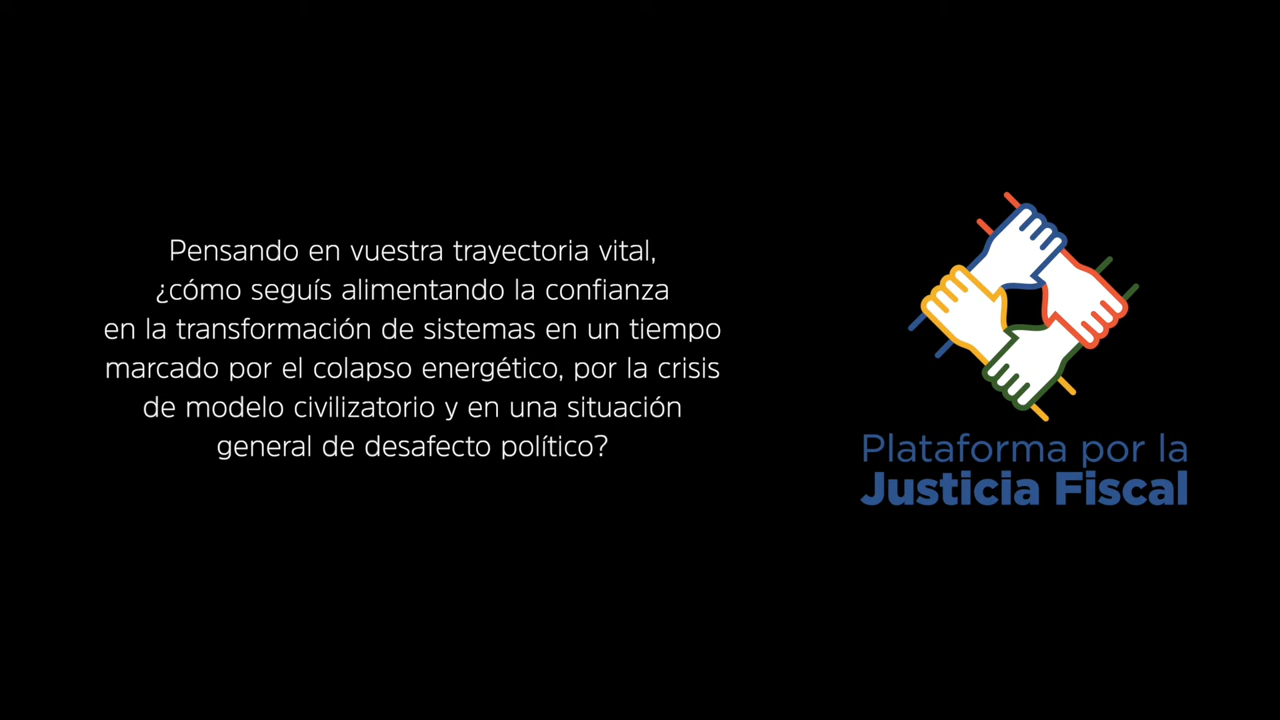 Pensando en vuestra trayectoria vital,
¿cómo seguís alimentando la confianza
en la transformación de sistemas en un tiempo
marcado por el colapso energético, por la crisis
de modelo civilizatorio y en una situación
general de desafecto político?
Plataforma por la
Justicia Fiscal